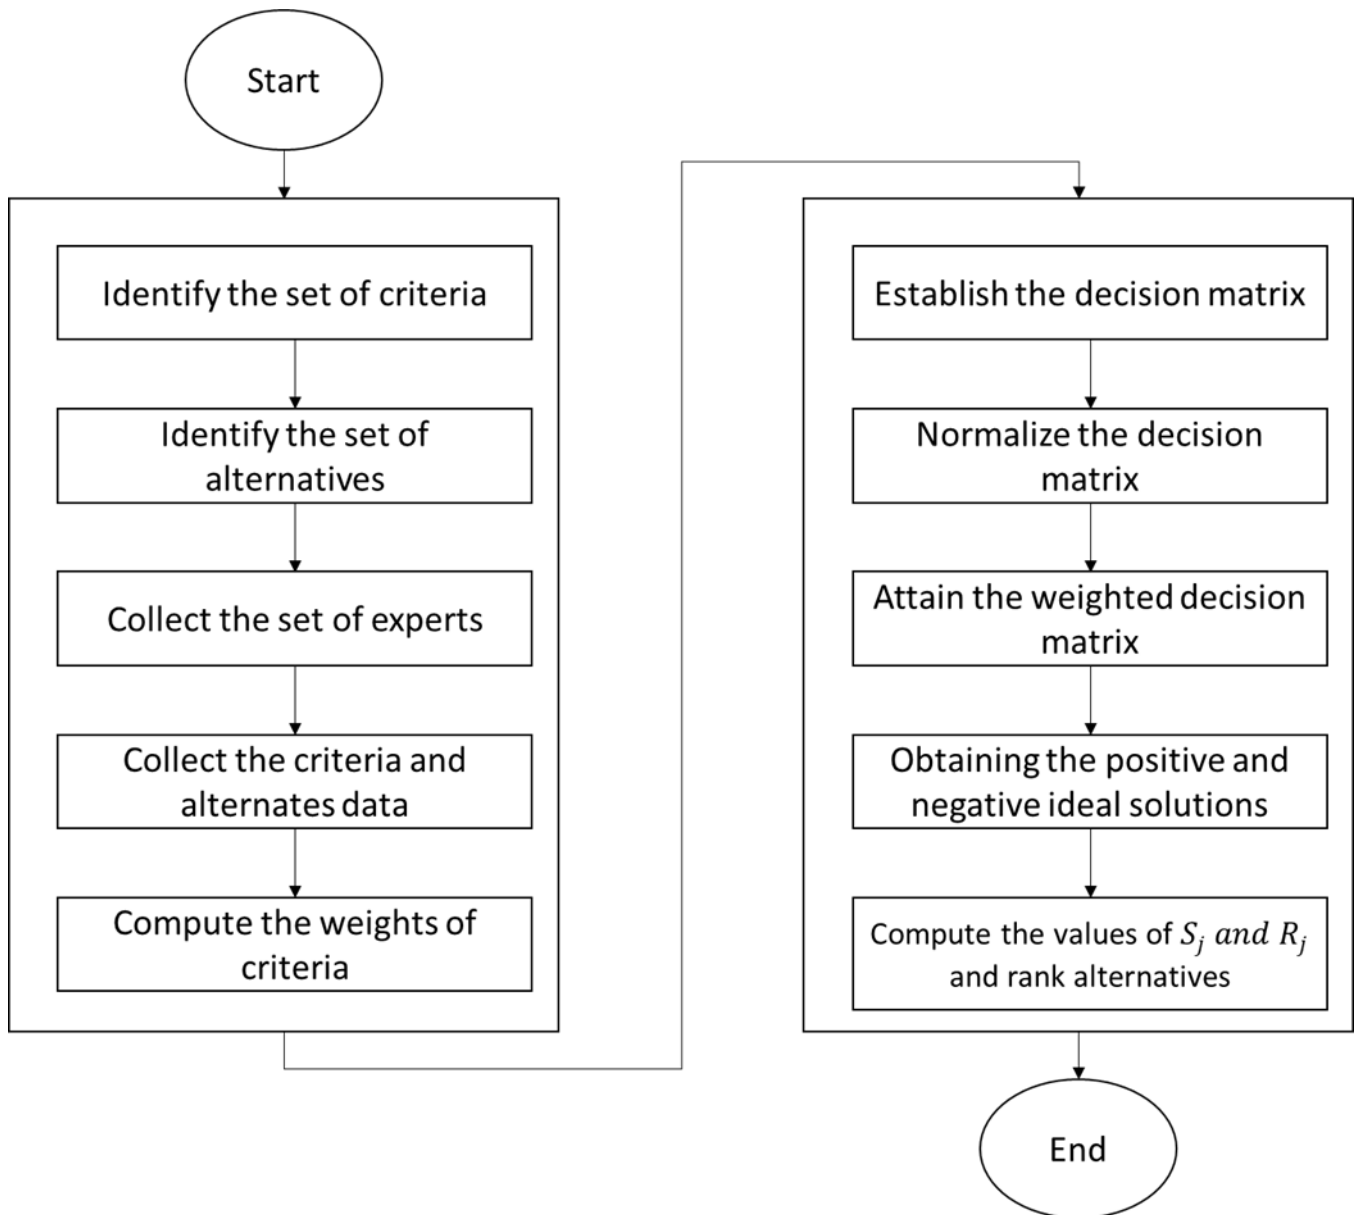 Start
Identify the set of criteria
Identify the set of
alternatives
Collect the set of experts
Collect the criteria and
alternates data
Compute the weights of
criteria
Establish the decision matrix
Normalize the decision
matrix
Attain the weighted decision
matrix
Obtaining the positive and
negative ideal solutions
Compute the values of S_j and R_j
and rank alternatives
End